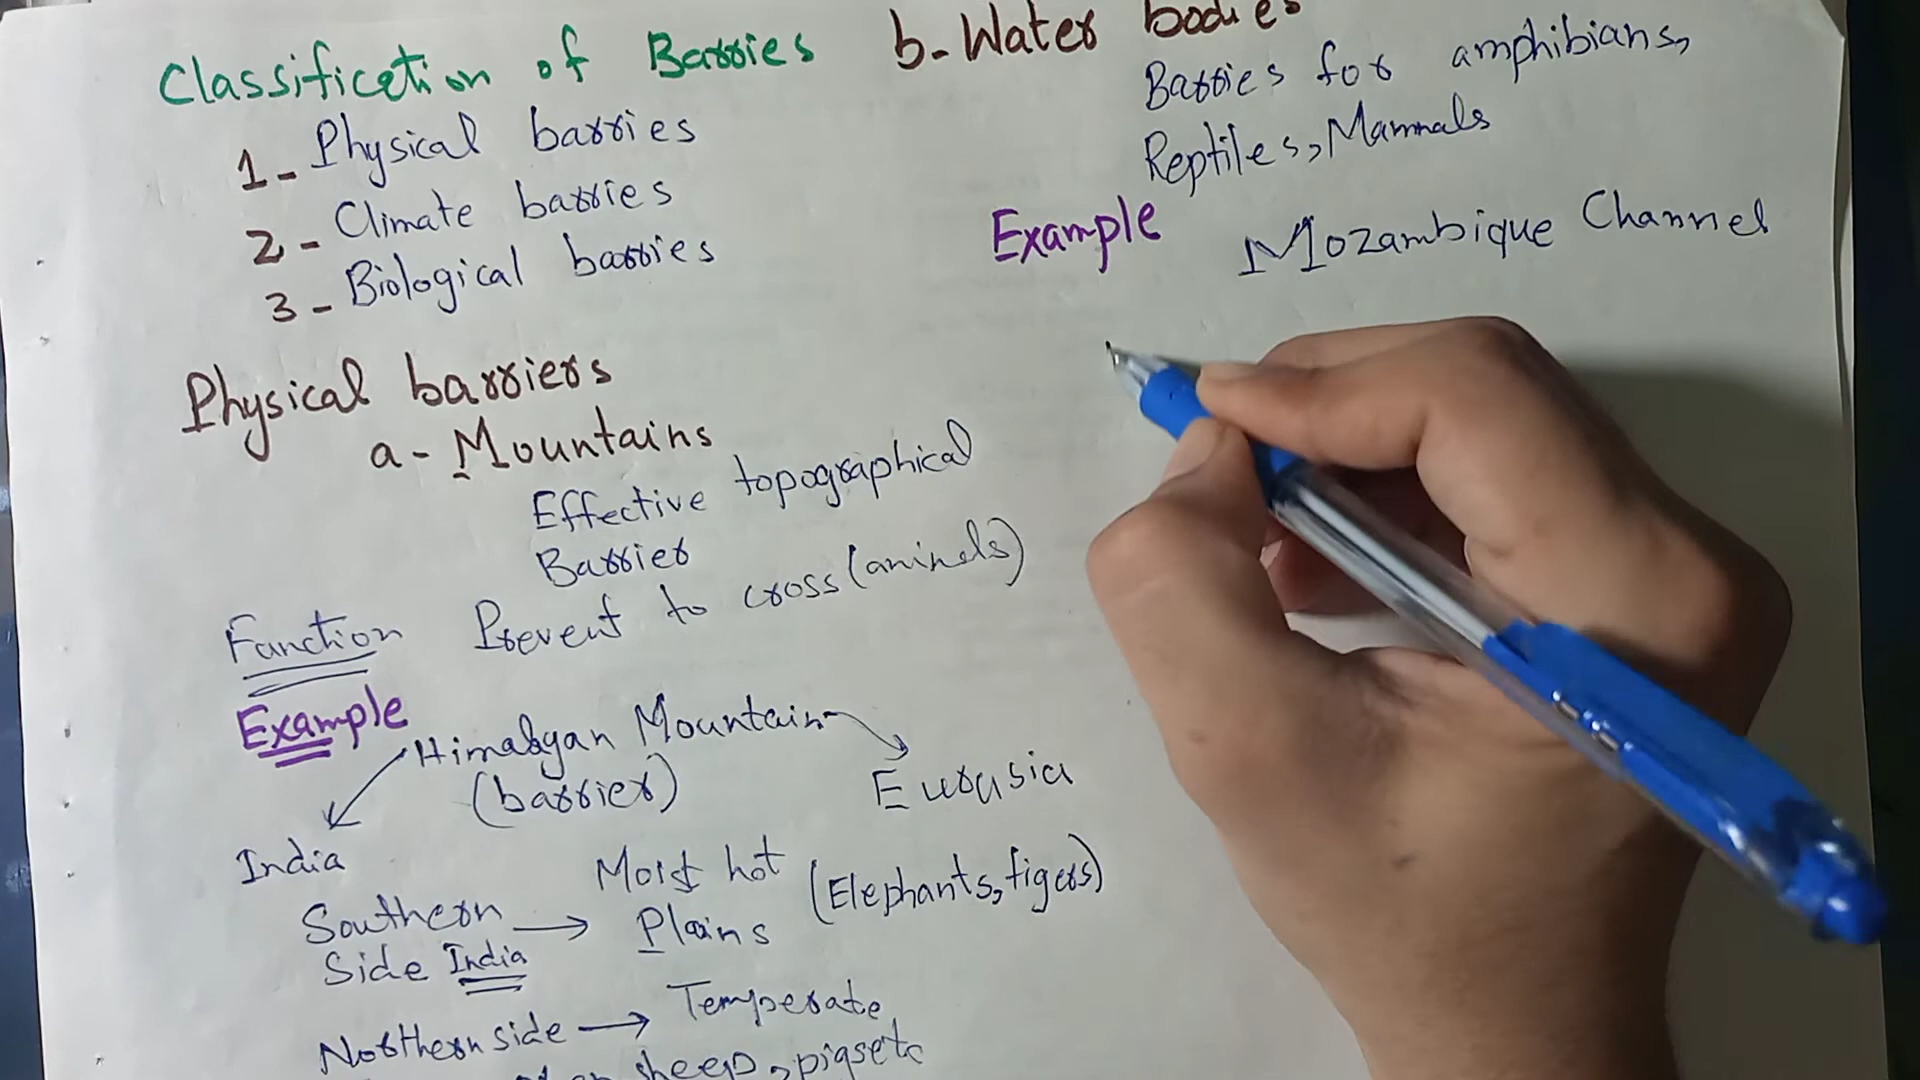 Classificetion of Barries
1- Physical barries
2- Climate barries
3- Biological barries
Physical barriers
a- Mountains
Effective topographical
Barrier
Function Prevent to cross (animals)
Example
Himalayan Mountain
(barrier)
India
Eurasia
Southern
Side India
Moist hot
Plains
(Elephants, tigers)
Northern side
Temperate
sheep, pigs etc
b- Water bodies
Barries for amphibians,
Reptiles, Mammals
Example Mozambique Channel